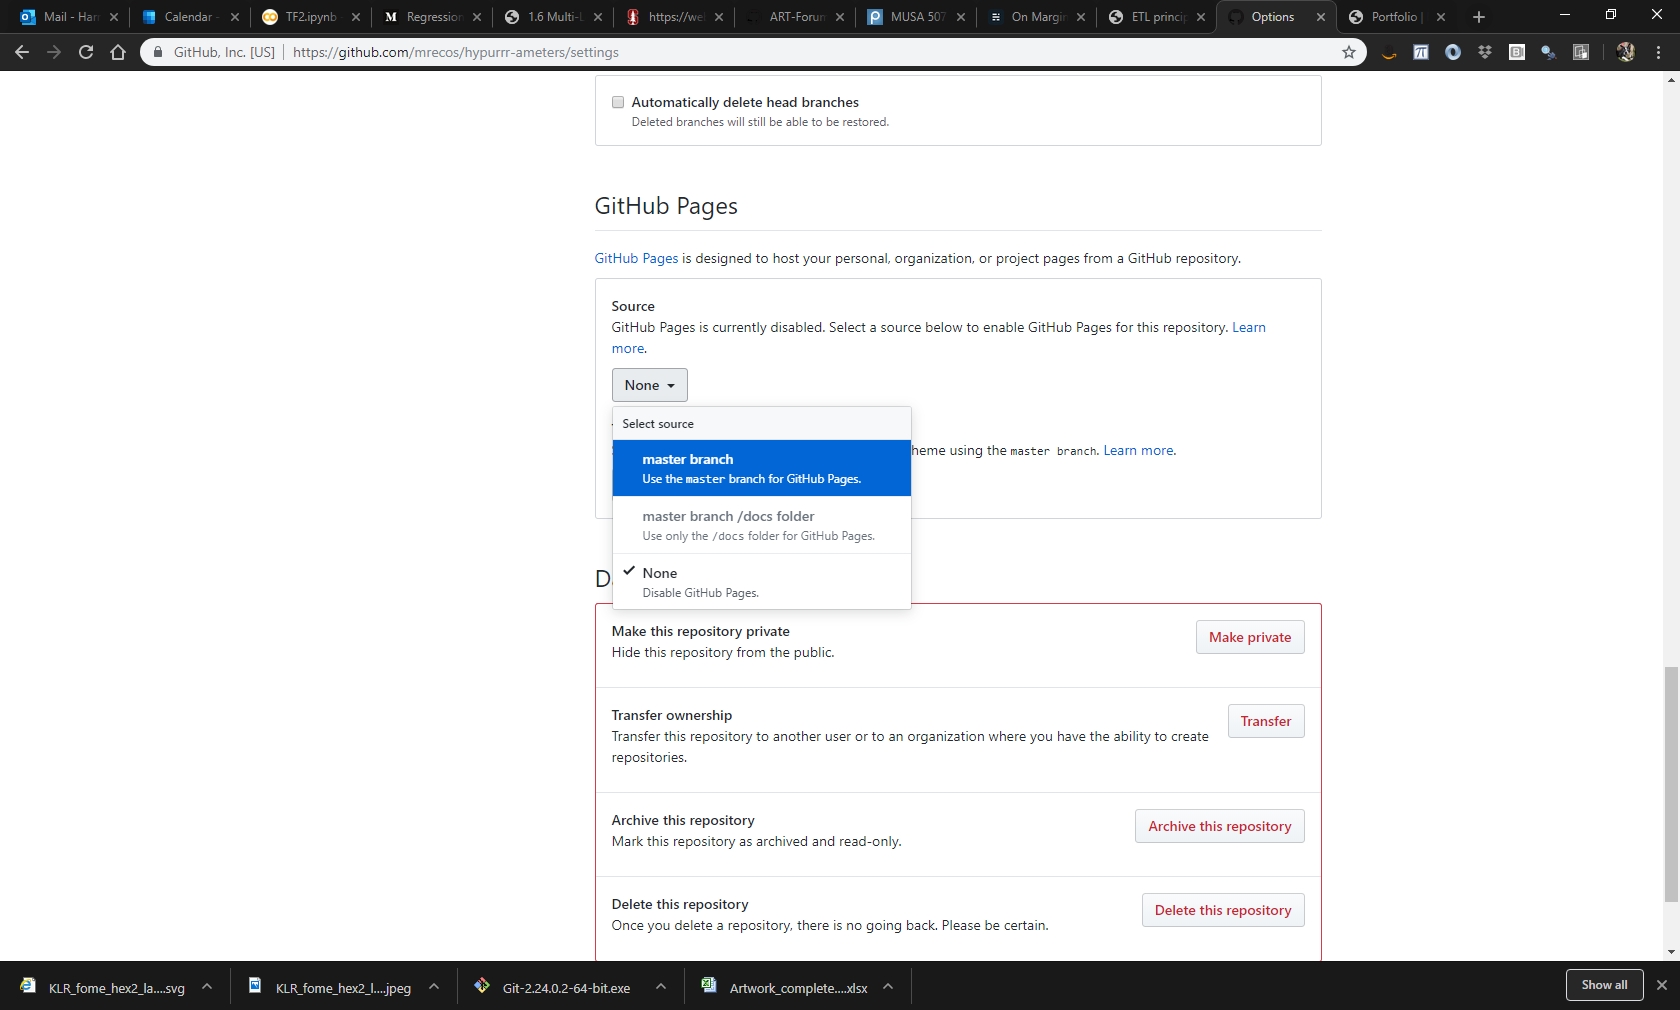 Mail - Har
Calendar -
TF2.ipynb
Regression
1.6 Multi-L
https://wel
ART-Forum
MUSA 507
On Margin
ETL princip
Options
Portfolio |
GitHub, Inc. [US]
https://github.com/mrecos/hypurrr-ameters/settings
Automatically delete head branches
Deleted branches will still be able to be restored.
GitHub Pages
GitHub Pages is designed to host your personal, organization, or project pages from a GitHub repository.
Source
GitHub Pages is currently disabled. Select a source below to enable GitHub Pages for this repository. Learn
more.
None
Select source
master branch
Use the master branch for GitHub Pages.
heme using the master branch. Learn more.
master branch /docs folder
Use only the /docs folder for GitHub Pages.
None
Disable GitHub Pages.
D
Make this repository private
Hide this repository from the public.
Make private
Transfer ownership
Transfer this repository to another user or to an organization where you have the ability to create
repositories.
Transfer
Archive this repository
Mark this repository as archived and read-only.
Archive this repository
Delete this repository
Once you delete a repository, there is no going back. Please be certain.
Delete this repository
KLR_fome_hex2_la....svg
KLR_fome_hex2_l....jpeg
Git-2.24.0.2-64-bit.exe
Artwork_complete....xlsx
Show all